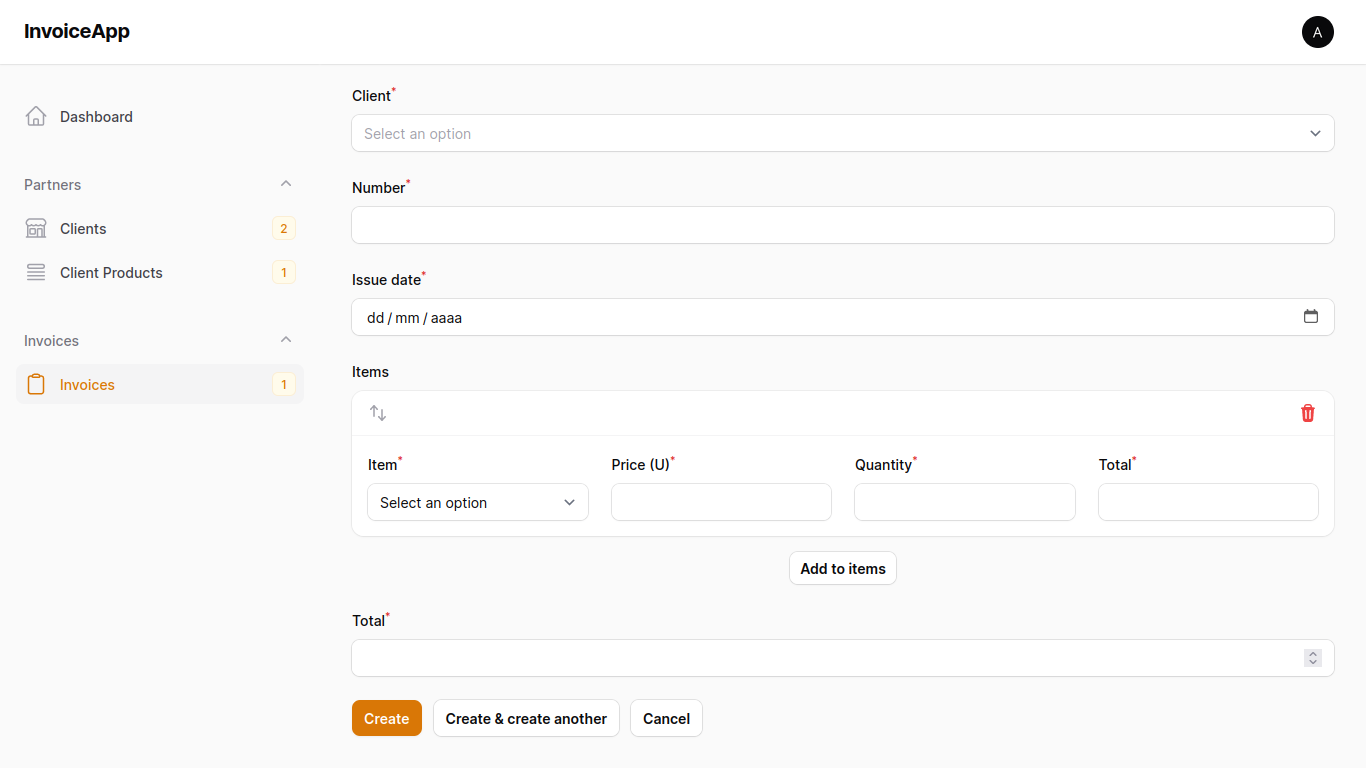 InvoiceApp
A
Dashboard
Partners
Clients 2
Client Products 1
Invoices
Invoices 1
Client*
Select an option
Number*
Issue date*
dd / mm / aaaa
Items
Item* Price (U)* Quantity* Total*
Select an option
Add to items
Total*
Create Create & create another Cancel